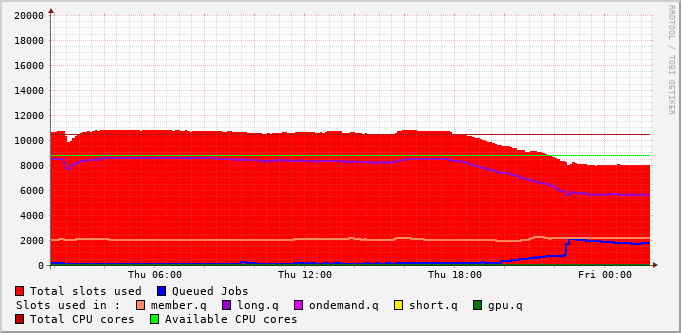 20000
18000
16000
14000
12000
10000
8000
6000
4000
2000
0
Thu 06:00 Thu 12:00 Thu 18:00 Fri 00:00
Total slots used Queued Jobs
Slots used in : member.q long.q ondemand.q short.q gpu.q
Total CPU cores Available CPU cores
RRDTOOL / TOBI OETIKER